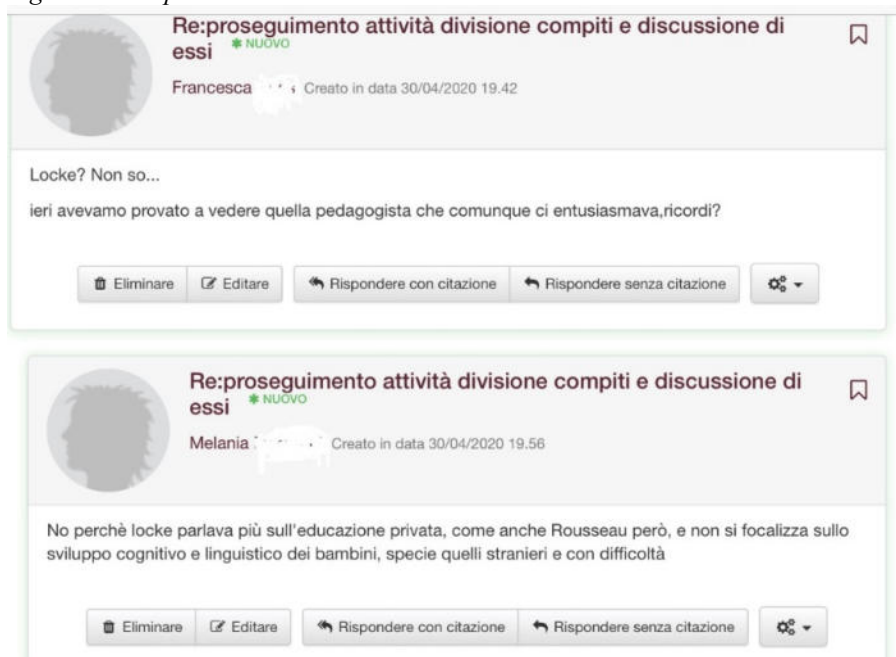 Re:proseguimento attività divisione compiti e discussione di
essi * NUOVO
Francesca Creato in data 30/04/2020 19.42
Locke? Non so...
ieri avevamo provato a vedere quella pedagogista che comunque ci entusiasmava,ricordi?
Eliminare Editare Rispondere con citazione Rispondere senza citazione
Re:proseguimento attività divisione compiti e discussione di
essi * NUOVO
Melania Creato in data 30/04/2020 19.56
No perchè locke parlava più sull'educazione privata, come anche Rousseau però, e non si focalizza sullo
sviluppo cognitivo e linguistico dei bambini, specie quelli stranieri e con difficoltà
Eliminare Editare Rispondere con citazione Rispondere senza citazione